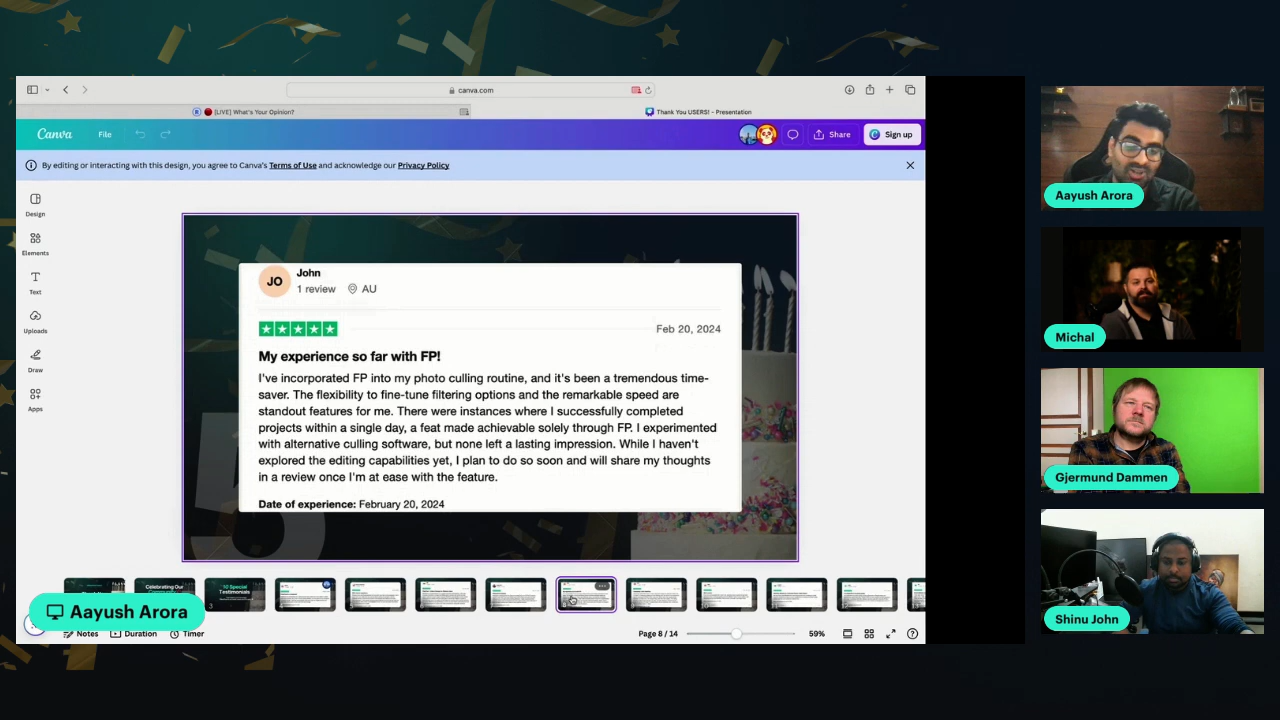 canva.com
[LIVE] What's Your Opinion?
Thank You USERS! - Presentation
Canva
File
Share
Sign up
By editing or interacting with this design, you agree to Canva's Terms of Use and acknowledge our Privacy Policy
Design
Elements
Text
Uploads
Draw
Apps
JO
John
1 review
AU
Feb 20, 2024
My experience so far with FP!
I've incorporated FP into my photo culling routine, and it's been a tremendous time-
saver. The flexibility to fine-tune filtering options and the remarkable speed are
standout features for me. There were instances where I successfully completed
projects within a single day, a feat made achievable solely through FP. I experimented
with alternative culling software, but none left a lasting impression. While I haven't
explored the editing capabilities yet, I plan to do so soon and will share my thoughts
in a review once I'm at ease with the feature.
Date of experience: February 20, 2024
5
Celebrating Our
10 Special
Testimonials
3
Aayush Arora
Notes
Duration
Timer
Page 8 / 14
59%
Aayush Arora
Michal
Gjermund Dammen
Shinu John